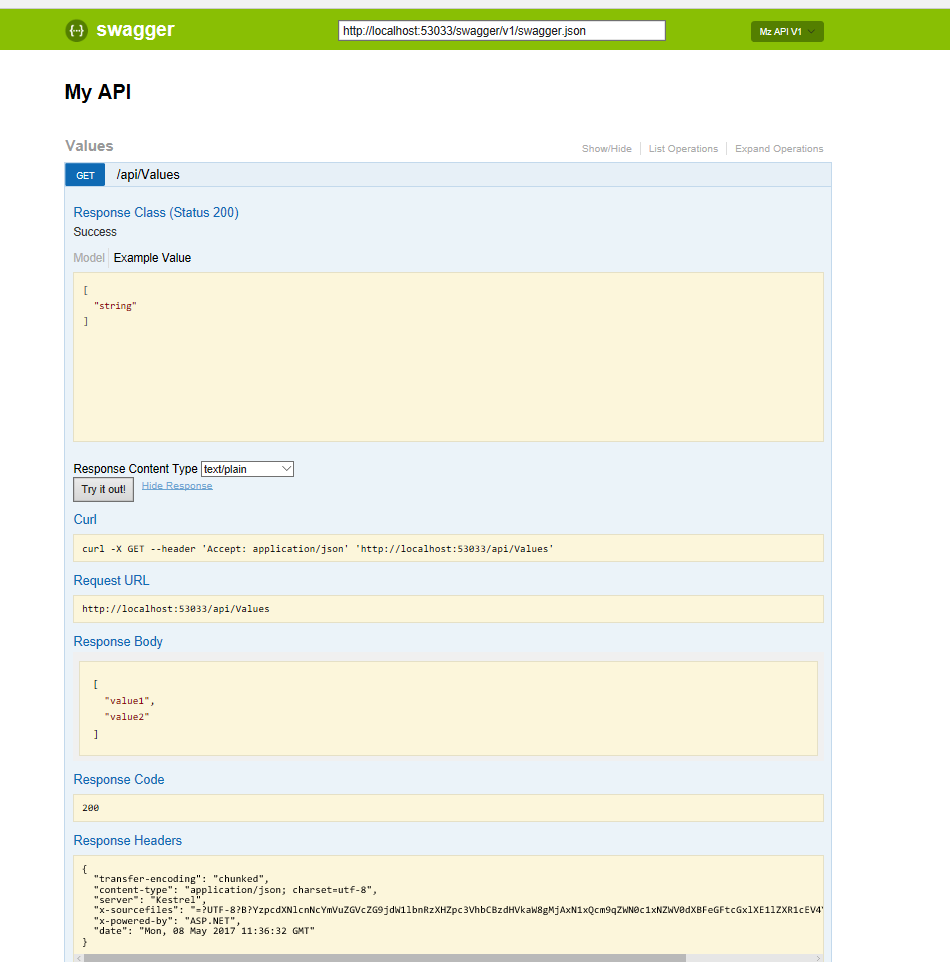 swagger
http://localhost:53033/swagger/v1/swagger.json
Mz API V1
My API
Values
Show/Hide
List Operations
Expand Operations
GET
/api/Values
Response Class (Status 200)
Success
Model
Example Value
[
"string"
]
Response Content Type
text/plain
Try it out!
Hide Response
Curl
curl -X GET --header 'Accept: application/json' 'http://localhost:53033/api/Values'
Request URL
http://localhost:53033/api/Values
Response Body
[
"value1",
"value2"
]
Response Code
200
Response Headers
{
"transfer-encoding": "chunked",
"content-type": "application/json; charset=utf-8",
"server": "Kestrel",
"x-sourcefiles":
"x-powered-by": "ASP.NET",
"date": "Mon, 08 May 2017 11:36:32 GMT"
}